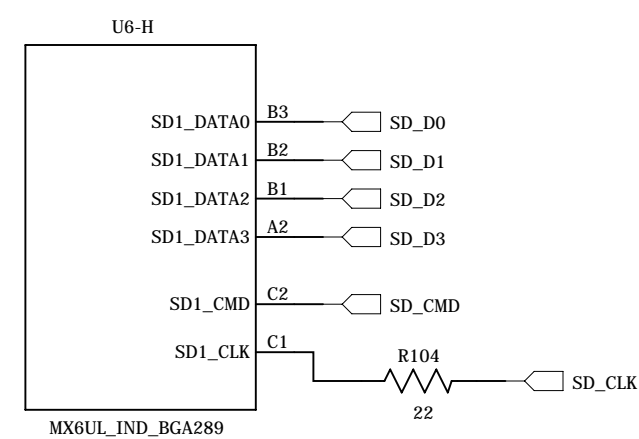 U6-H
SD1_DATA0 B3 SD_D0
SD1_DATA1 B2 SD_D1
SD1_DATA2 B1 SD_D2
SD1_DATA3 A2 SD_D3
SD1_CMD C2 SD_CMD
SD1_CLK C1
R104
SD_CLK
22
MX6UL_IND_BGA289